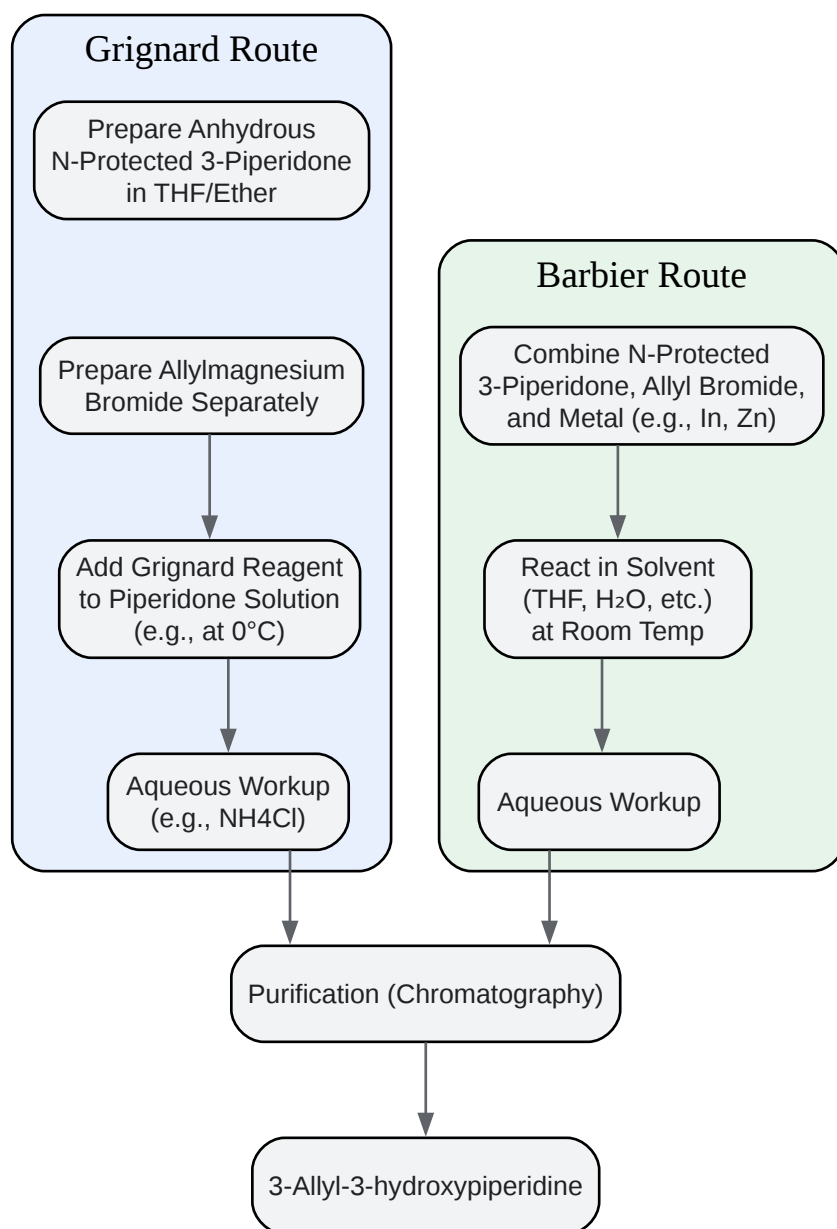 Grignard Route
Prepare Anhydrous
N-Protected 3-Piperidone
in THF/Ether
Prepare Allylmagnesium
Bromide Separately
Add Grignard Reagent
to Piperidone Solution
(e.g., at 0°C)
Aqueous Workup
(e.g., NH4Cl)
Barbier Route
Combine N-Protected
3-Piperidone, Allyl Bromide,
and Metal (e.g., In, Zn)
React in Solvent
(THF, H₂O, etc.)
at Room Temp
Aqueous Workup
Purification (Chromatography)
3-Allyl-3-hydroxypiperidine